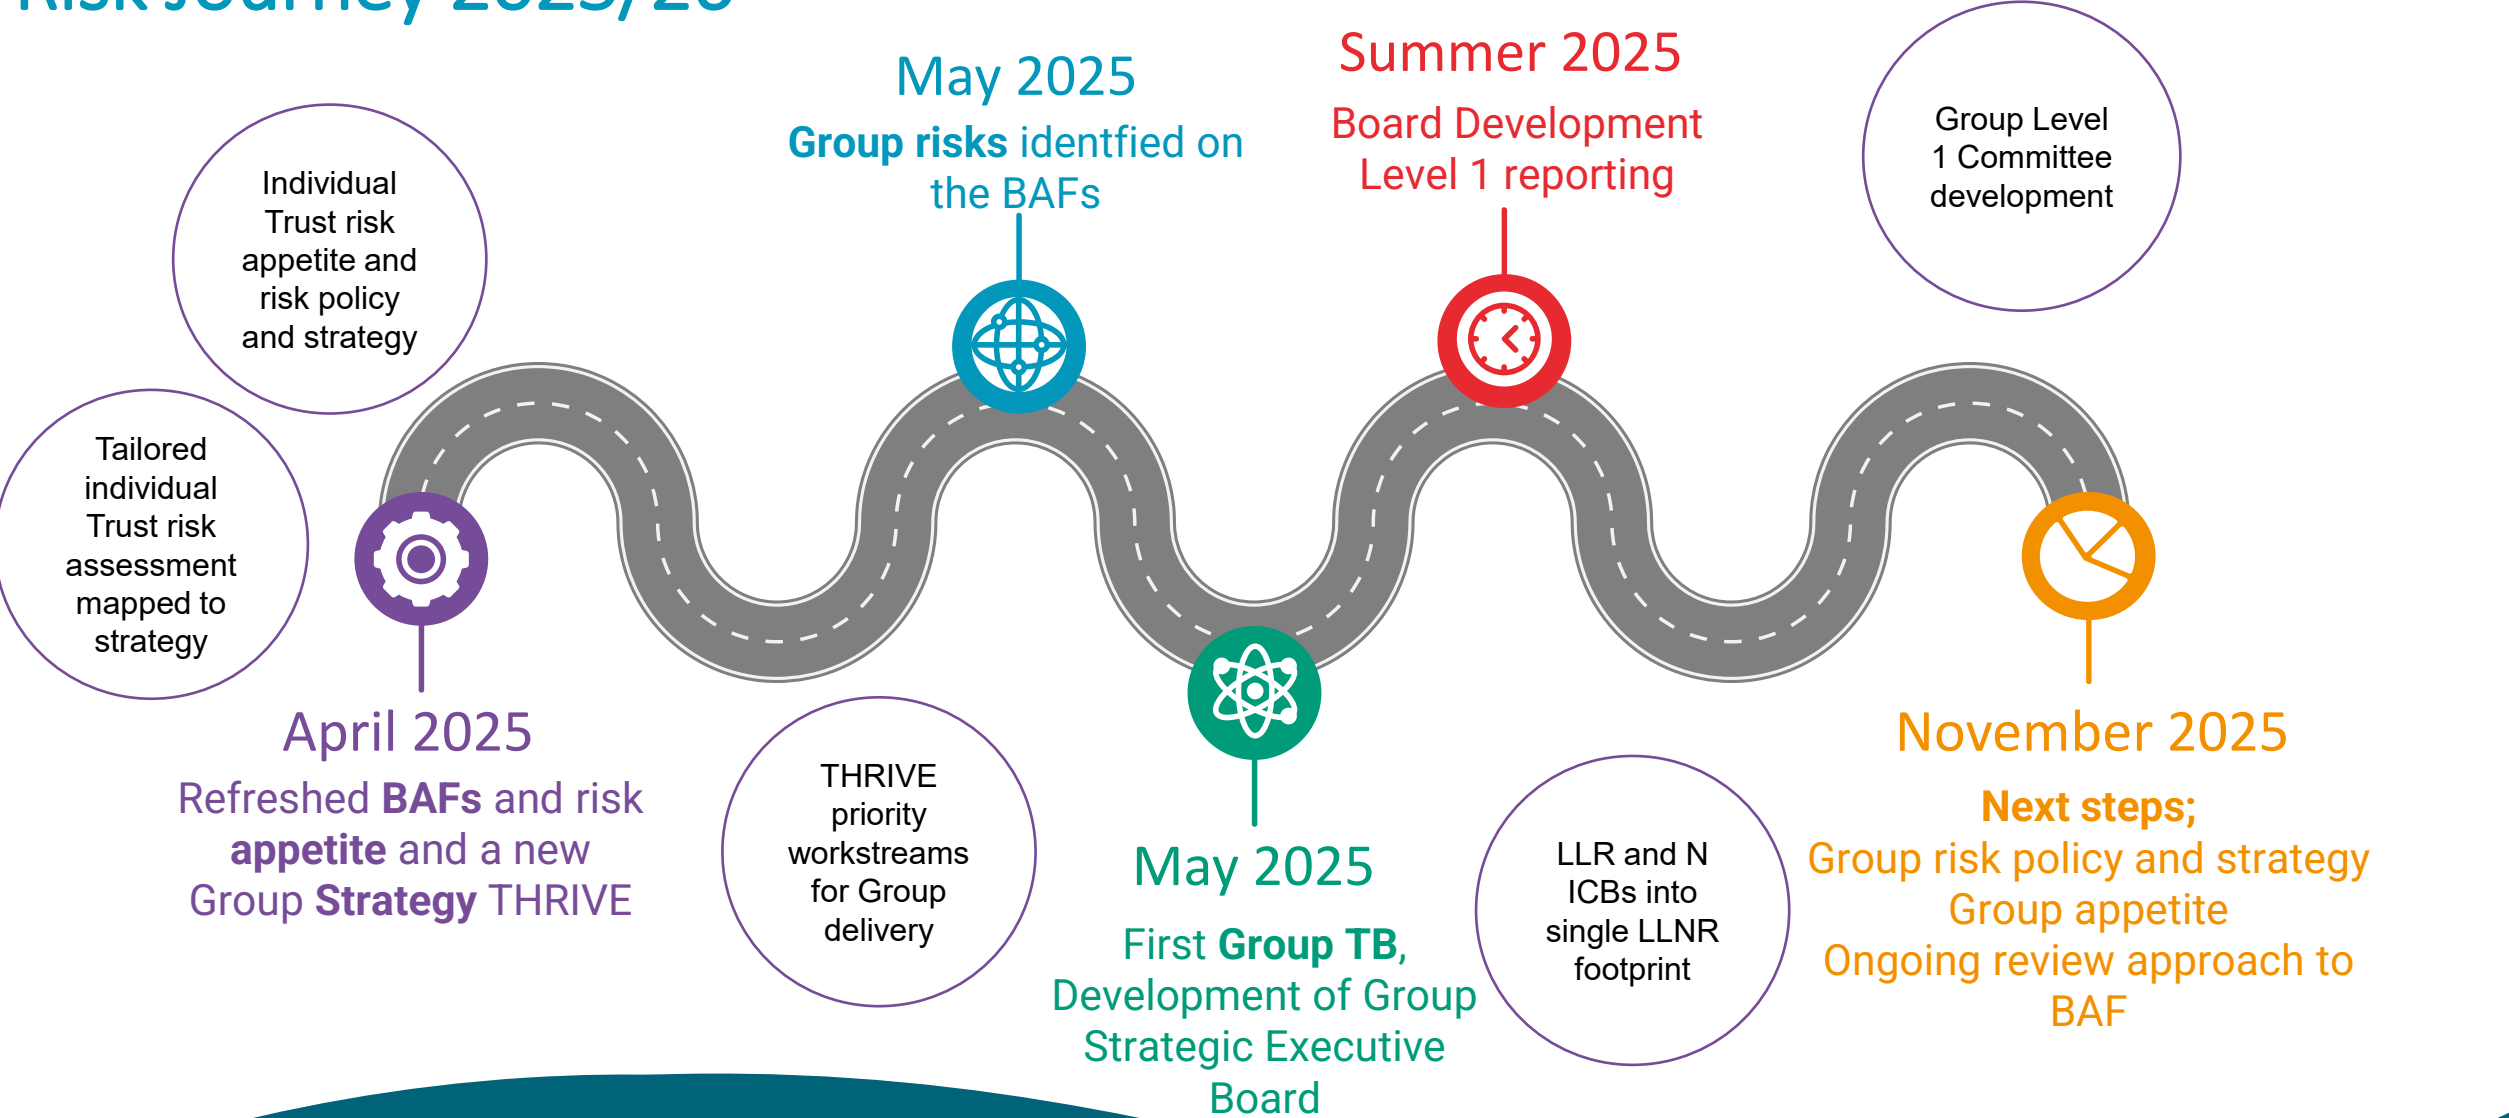 Risk Journey 2025/26
Individual
Trust risk
appetite and
risk policy
and strategy
Tailored
individual
Trust risk
assessment
mapped to
strategy
April 2025
Refreshed BAFs and risk
appetite and a new
Group Strategy THRIVE
May 2025
Group risks identfied on
the BAFs
THRIVE
priority
workstreams
for Group
delivery
May 2025
First Group TB,
Development of Group
Strategic Executive
Board
Summer 2025
Board Development
Level 1 reporting
LLR and N
ICBs into
single LLNR
footprint
Group Level
1 Committee
development
November 2025
Next steps;
Group risk policy and strategy
Group appetite
Ongoing review approach to
BAF